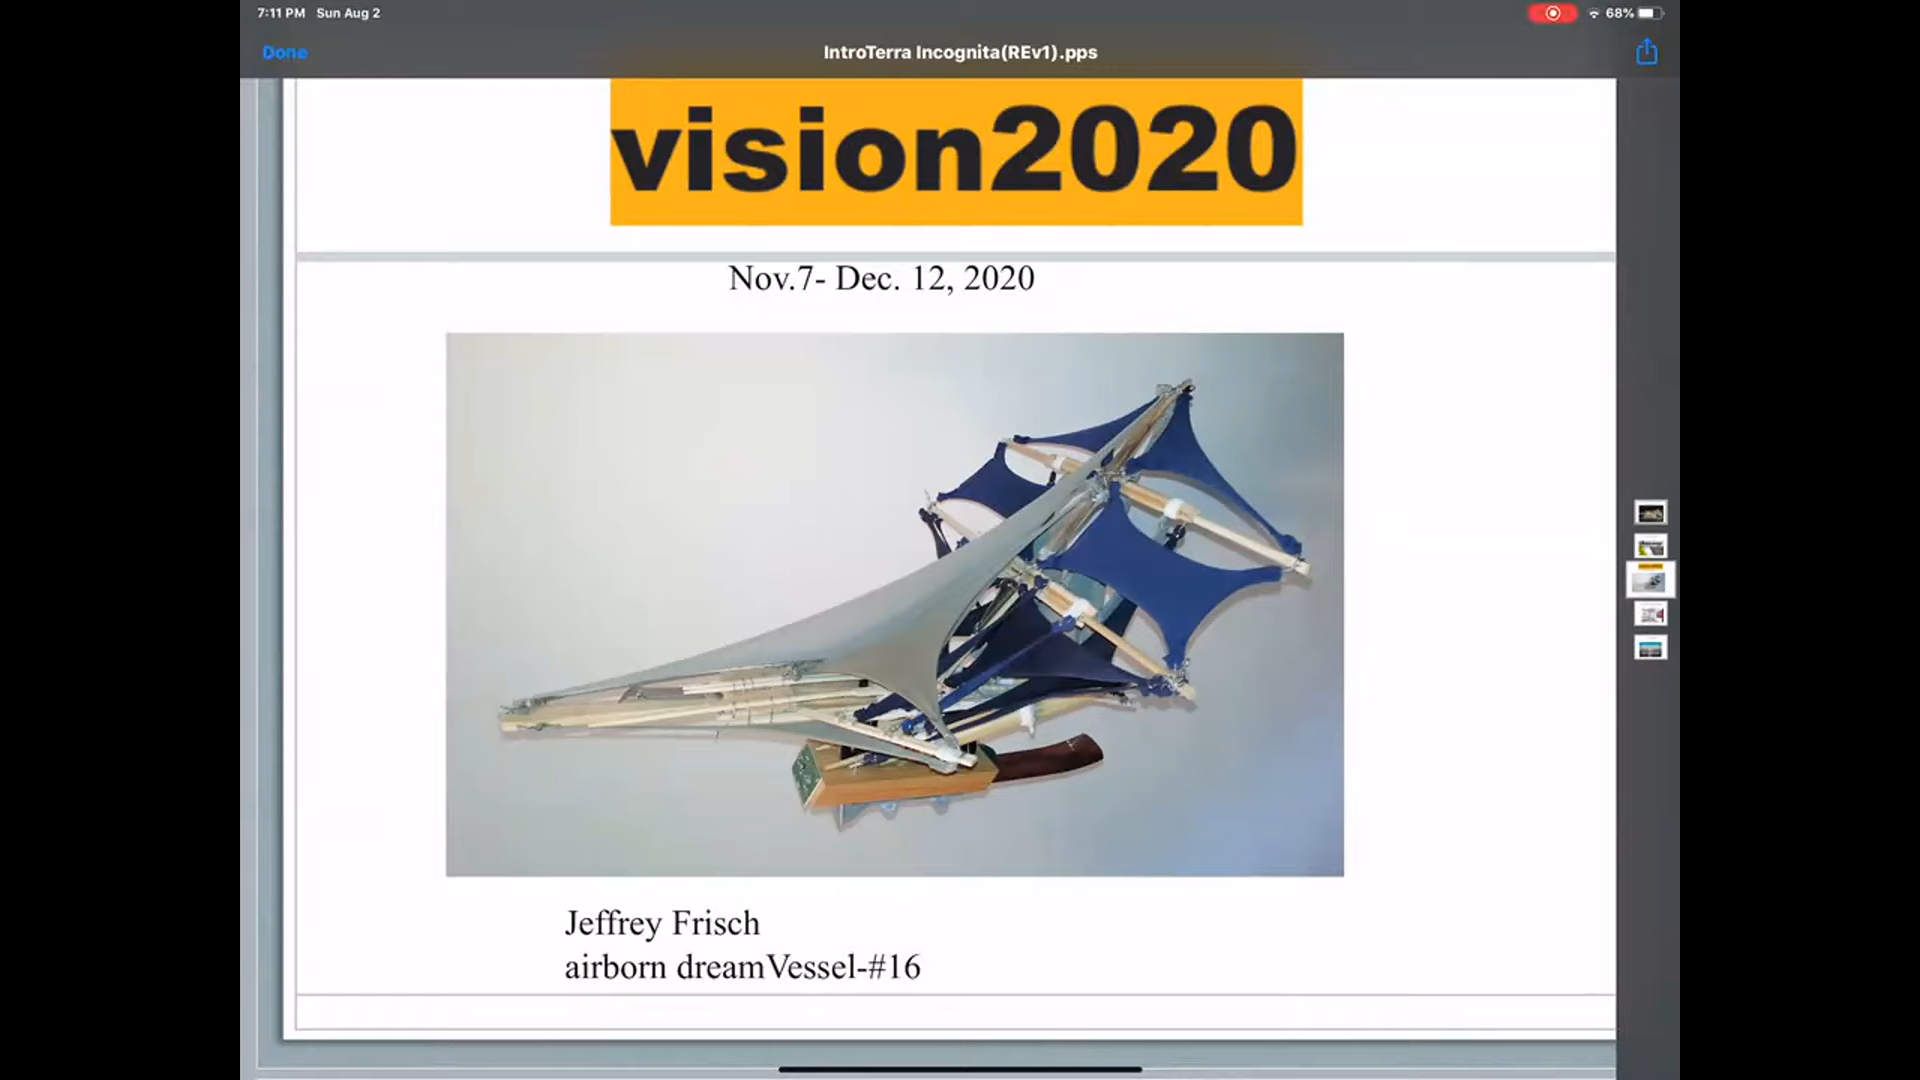 7:11 PM Sun Aug 2
68%
Done
IntroTerra Incognita(REv1).pps
vision2020
Nov.7- Dec. 12, 2020
Jeffrey Frisch
airborn dreamVessel-#16